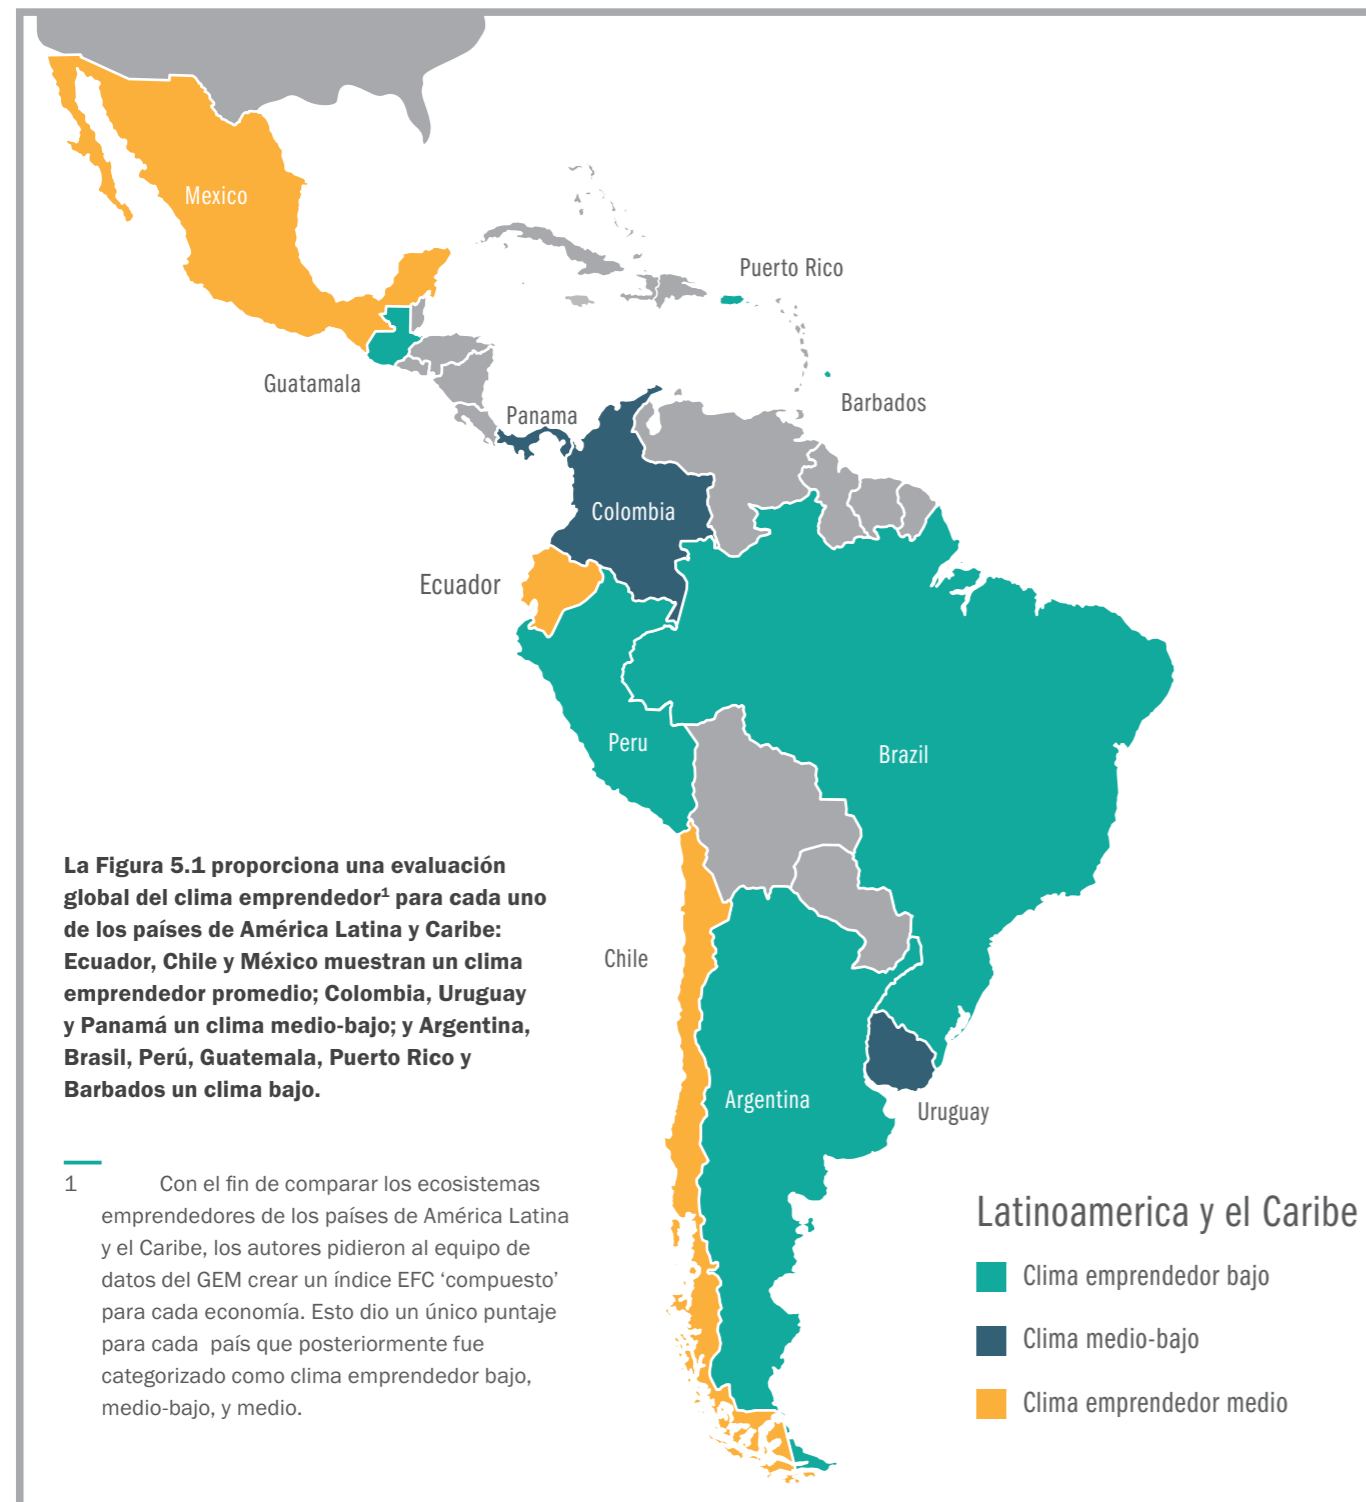 Mexico
Puerto Rico
Guatamala
Barbados
Panama
Colombia
Ecuador
Peru
Brazil
La Figura 5.1 proporciona una evaluación
global del clima emprendedor¹ para cada uno
de los países de América Latina y Caribe:
Ecuador, Chile y México muestran un clima
emprendedor promedio; Colombia, Uruguay
y Panamá un clima medio-bajo; y Argentina,
Brasil, Perú, Guatemala, Puerto Rico y
Barbados un clima bajo.
Chile
Argentina
Uruguay
1 Con el fin de comparar los ecosistemas
emprendedores de los países de América Latina
y el Caribe, los autores pidieron al equipo de
datos del GEM crear un índice EFC ‘compuesto’
para cada economía. Esto dio un único puntaje
para cada país que posteriormente fue
categorizado como clima emprendedor bajo,
medio-bajo, y medio.
Latinoamerica y el Caribe
Clima emprendedor bajo
Clima medio-bajo
Clima emprendedor medio